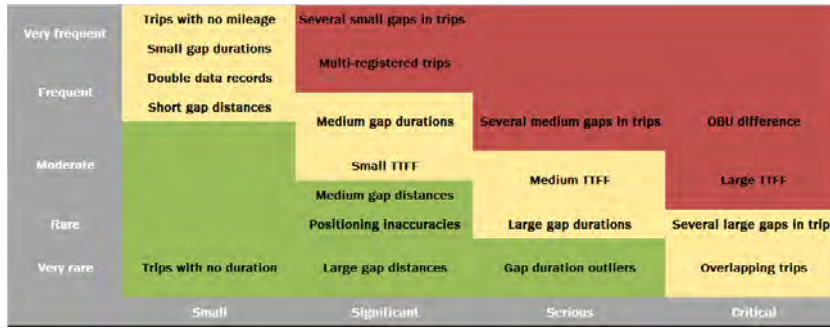 Trips with no mileage
Several small gaps in trips
Very frequent
Small gap durations
Multi-registered trips
Double data records
Frequent
Short gap distances
Medium gap durations
Several medium gaps in trips
OBU difference
Moderate
Small TTFF
Medium TTFF
Large TTFF
Medium gap distances
Rare
Positioning inaccuracies
Large gap durations
Several large gaps in trip
Very rare
Trips with no duration
Large gap distances
Gap duration outliers
Overlapping trips
Small
Significant
Serious
Critical